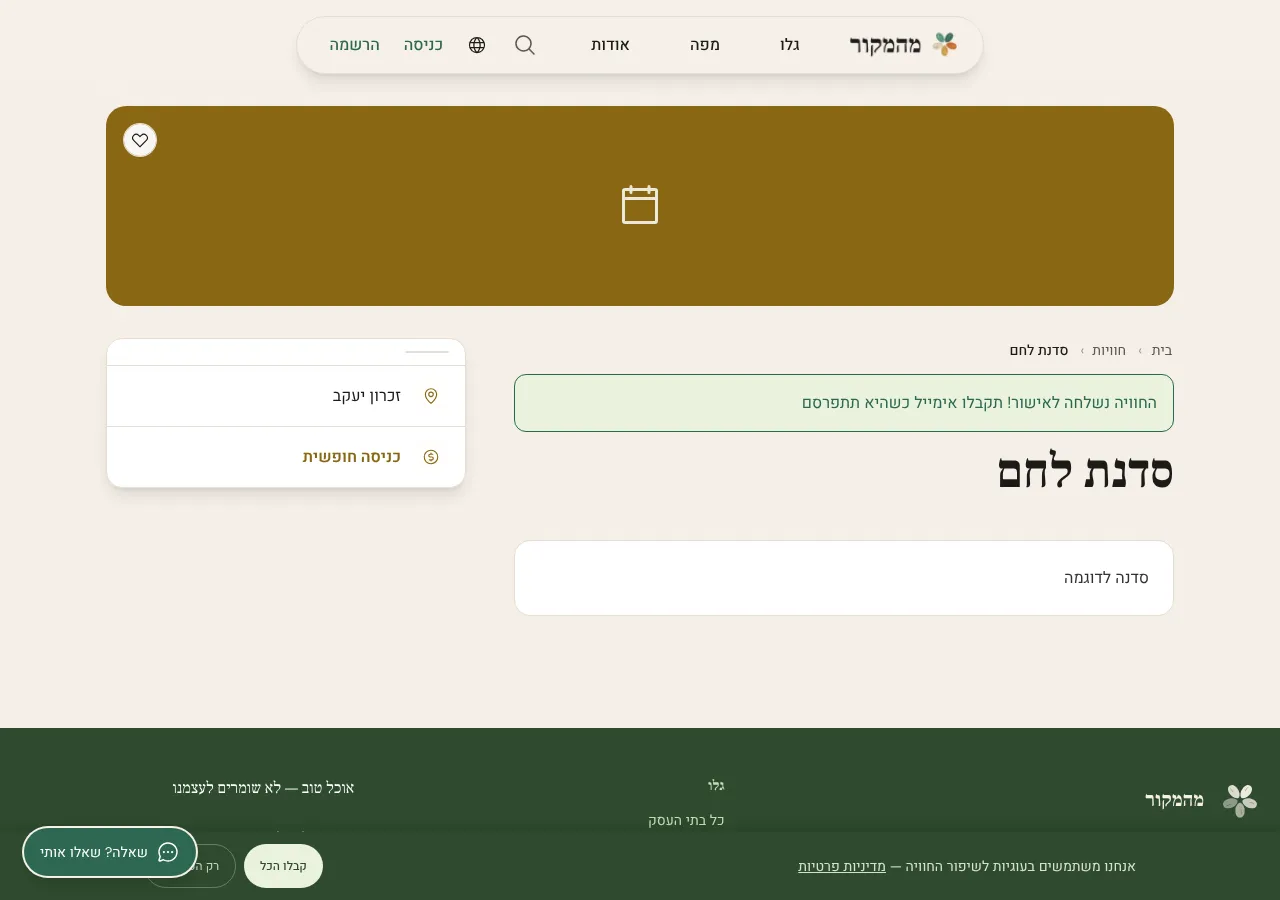 מהמקור
גלו
מפה
אודות
כניסה
הרשמה
בית › חוויות › סדנת לחם
החוויה נשלחה לאישור! תקבלו אימייל כשהיא תתפרסם
סדנת לחם
סדנה לדוגמה
זכרון יעקב
כניסה חופשית
מהמקור
גלו
כל בתי העסק
אוכל טוב — לא שומרים לעצמנו
אנחנו משתמשים בעוגיות לשיפור החוויה — מדיניות פרטיות
קבלו הכל
רק
שאלה? שאלו אותי